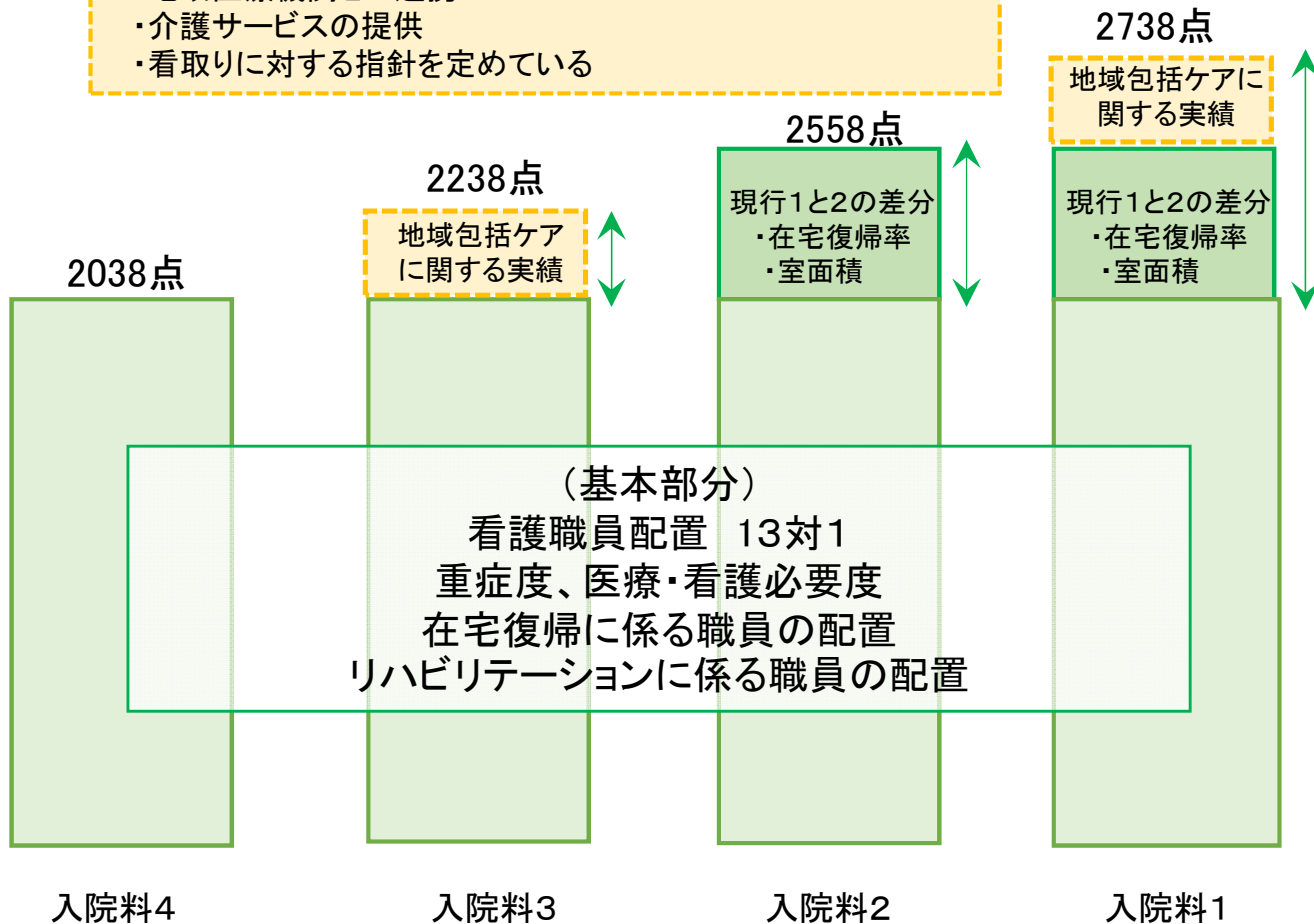 ・介護サービスの提供
・看取りに対する指針を定めている
2738点
地域包括ケアに
関する実績
2558点
現行1と2の差分
・在宅復帰率
・室面積
現行1と2の差分
・在宅復帰率
・室面積
2238点
地域包括ケア
に関する実績
2038点
（基本部分）
看護職員配置 13対1
重症度、医療・看護必要度
在宅復帰に係る職員の配置
リハビリテーションに係る職員の配置
入院料4
入院料3
入院料2
入院料1